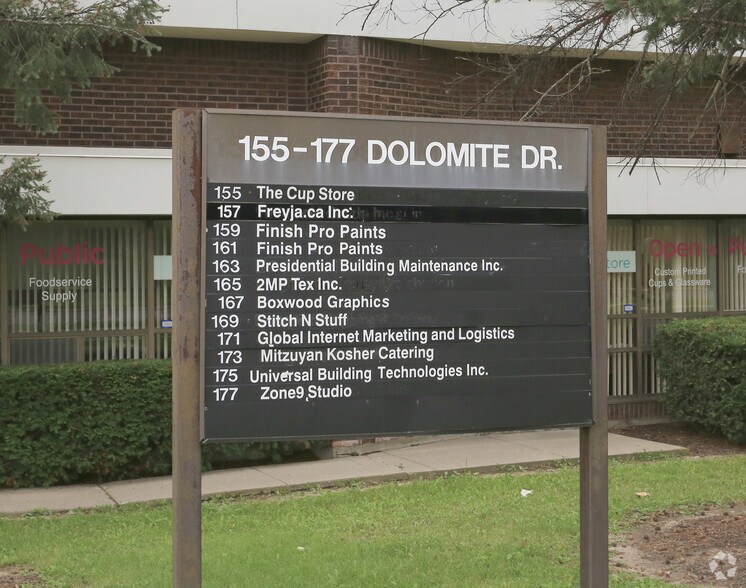 155-177 DOLOMITE DR.
155 The Cup Store
157 Freyja.ca Inc.
159 Finish Pro Paints
161 Finish Pro Paints
163 Presidential Building Maintenance Inc.
165 2MP Tex Inc.
167 Boxwood Graphics
169 Stitch N Stuff
171 Global Internet Marketing and Logistics
173 Mitzuyan Kosher Catering
175 Universal Building Technologies Inc.
177 Zone9 Studio
Public
Foodservice
Supply
Open
Custom Printed
Cups & Glassware